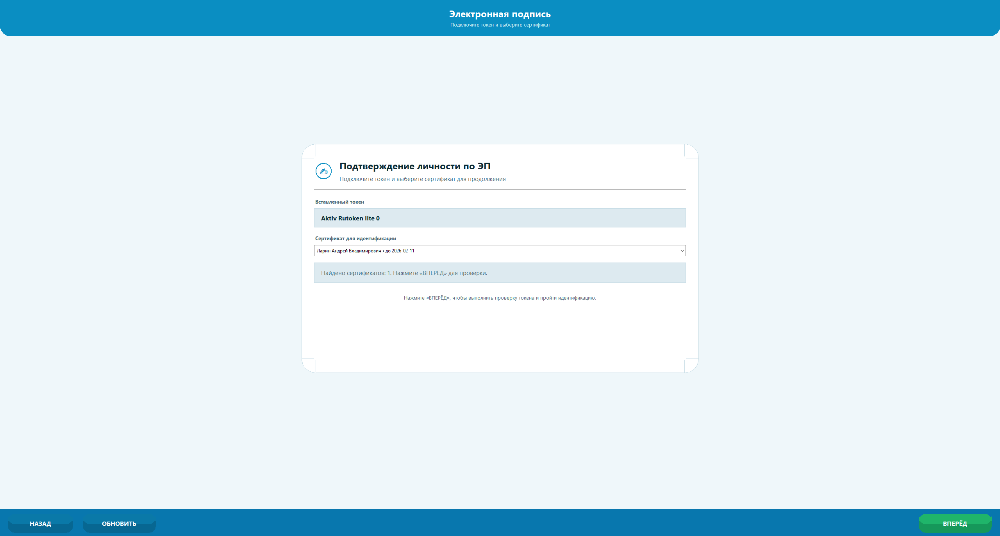 Электронная подпись
Подключите токен и выберите сертификат
Подтверждение личности по ЭП
Подключите токен и выберите сертификат для продолжения
Вставленный токен
Aktiv Rutoken lite 0
Сертификат для идентификации
Ларин Андрей Владимирович • до 2026-02-11
Найдено сертификатов: 1. Нажмите «ВПЕРЁД» для проверки.
Нажмите «ВПЕРЁД», чтобы выполнить проверку токена и пройти идентификацию.
НАЗАД
ОБНОВИТЬ
ВПЕРЁД